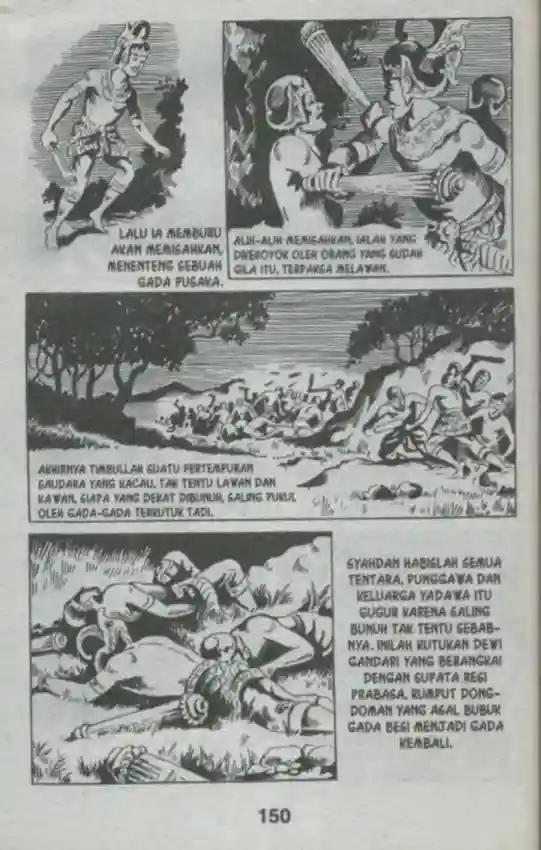 LALU IA MEMBURU
AKAN MEMISAHKAN,
MENENTENG SEBUAH
GADA PUSAKA.
ALIH-ALIH MEMISAHKAN, IALAH YANG
DIKEROYOK OLEH ORANG YANG SUDAH
GILA ITU, TERPAKSA MELAWAN.
AKHIRNYA TIMBULLAH SUATU PERTEMPURAN
SAUDARA YANG KACAU, TAK TENTU LAWAN DAN
KAWAN, SIAPA YANG DEKAT DIBUNUH, SALING PUKUL
OLEH GADA-GADA TERKUTUK TADI.
SYAHDAN HABISLAH SEMUA
TENTARA, PUNGGAWA DAN
KELUARGA YADAWA ITU
GUGUR KARENA SALING
BUNUH TAK TENTU SEBAB-
NYA. INILAH KUTUKAN DEWI
GANDARI YANG BERANGKAI
DENGAN SUPATA RESI
PRABASA, RUMPUT DONG-
DOMAN YANG ASAL BUBUK
GADA BESI MENJADI GADA
KEMBALI.
150